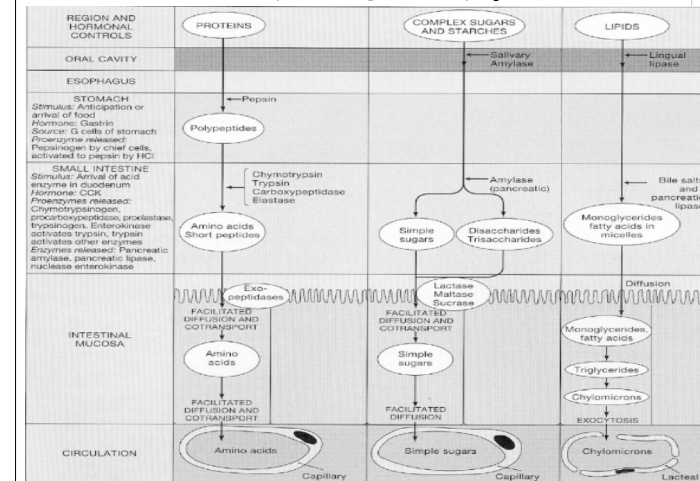 REGION AND
HORMONAL
CONTROLS
PROTEINS
COMPLEX SUGARS
AND STARCHES
LIPIDS
ORAL CAVITY
Salivary
Amylase
Lingual
lipase
ESOPHAGUS
STOMACH
Stimulus: Anticipation or
arrival of food
Hormone: Gastrin
Source: G cells of stomach
Proenzyme released:
Pepsinogen by chief cells,
activated to pepsin by HCl
Pepsin
Polypeptides
SMALL INTESTINE
Stimulus: Arrival of acid
enzyme in duodenum
Hormone: CCK
Proenzymes released:
Chymotrypsinogen,
procarboxypeptidase, proelastase,
trypsinogen, Enterokinase
activates trypsin, trypsin
activates other enzymes
Enzymes released: Pancreatic
amylase, pancreatic lipase,
nuclease enterokinase
Chymotrypsin
Trypsin
Carboxypeptidase
Elastase
Amino acids
Short peptides
Amylase
(pancreatic)
Simple
sugars
Disaccharides
Trisaccharides
Bile salts
and
pancreatic
lipase
Monoglycerides
fatty acids in
micelles
INTESTINAL
MUCOSA
Exo-
peptidases
FACILITATED
DIFFUSION AND
COTRANSPORT
Amino
acids
FACILITATED
DIFFUSION AND
COTRANSPORT
Lactase
Maltase
Sucrase
FACILITATED
DIFFUSION AND
COTRANSPORT
Simple
sugars
FACILITATED
DIFFUSION
Diffusion
Monoglycerides,
fatty acids
Triglycerides
Chylomicrons
EXOCYTOSIS
CIRCULATION
Amino acids
Capillary
Simple sugars
Capillary
Chylomicrons
Lacteal